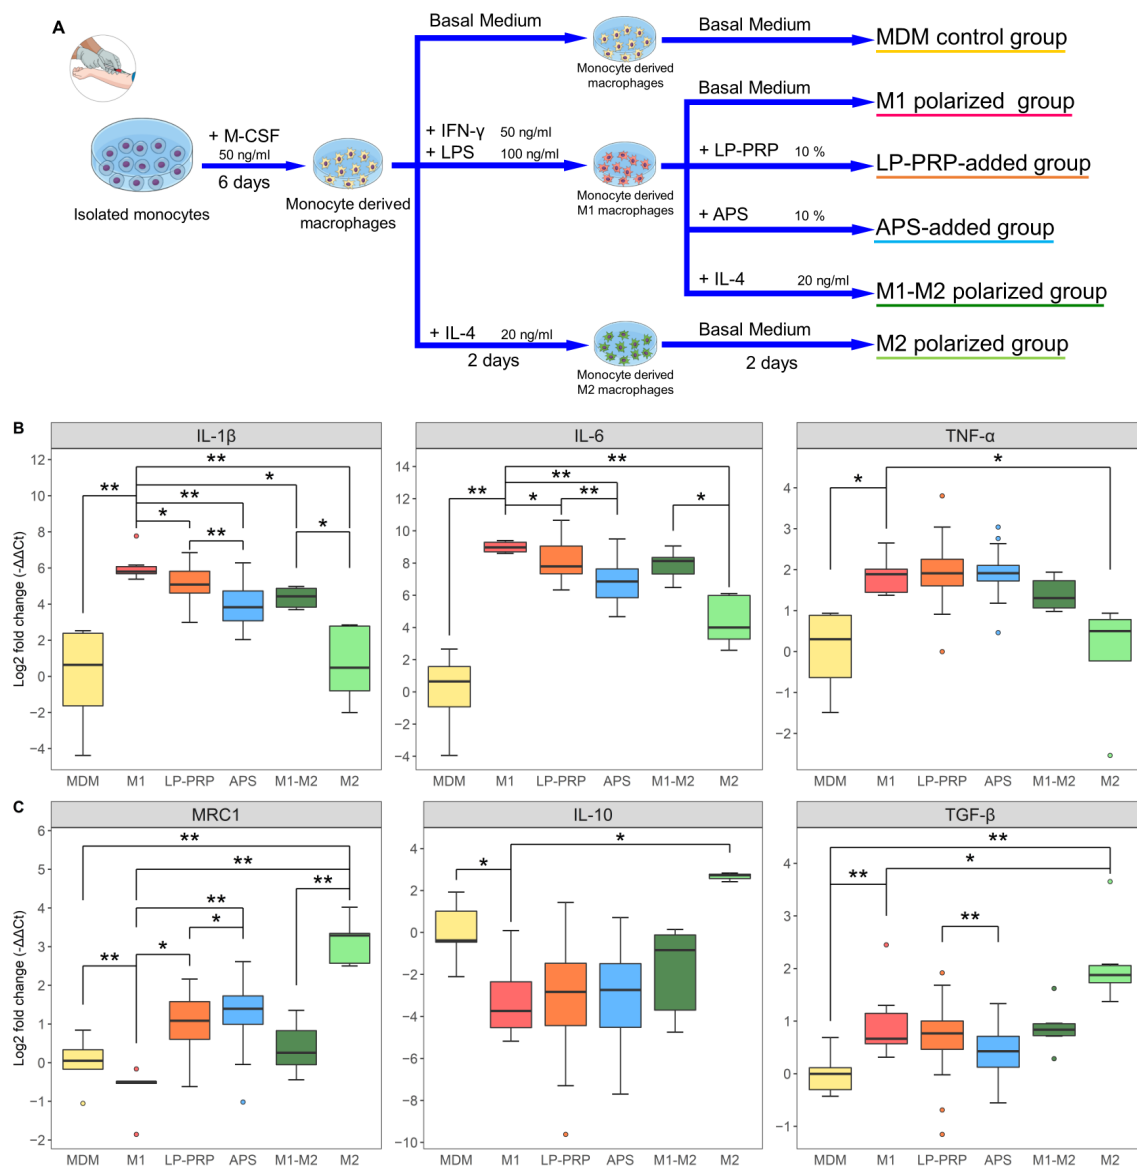 A
Basal Medium
Monocyte derived
macrophages
Basal Medium
MDM control group
+ M-CSF
50 ng/ml
6 days
Isolated monocytes
Monocyte derived
macrophages
+ IFN-γ 50 ng/ml
+ LPS 100 ng/ml
Monocyte derived
M1 macrophages
Basal Medium
M1 polarized group
+ LP-PRP 10 %
LP-PRP-added group
+ APS 10 %
APS-added group
+ IL-4 20 ng/ml
M1-M2 polarized group
+ IL-4 20 ng/ml
2 days
Monocyte derived
M2 macrophages
Basal Medium
2 days
M2 polarized group
B
IL-1β
Log2 fold change (-ΔΔCt)
12
10
8
6
4
2
0
−2
−4
** ** * ** * ** *
MDM M1 LP-PRP APS M1-M2 M2
IL-6
14
12
10
8
6
4
2
0
−2
−4
** ** ** * ** *
MDM M1 LP-PRP APS M1-M2 M2
TNF-α
4
3
2
1
0
−1
−2
* *
MDM M1 LP-PRP APS M1-M2 M2
C
MRC1
Log2 fold change (-ΔΔCt)
6
5
4
3
2
1
0
−1
−2
** ** ** ** * * **
MDM M1 LP-PRP APS M1-M2 M2
IL-10
4
2
0
−2
−4
−6
−8
−10
* *
MDM M1 LP-PRP APS M1-M2 M2
TGF-β
4
3
2
1
0
−1
** * ** **
MDM M1 LP-PRP APS M1-M2 M2